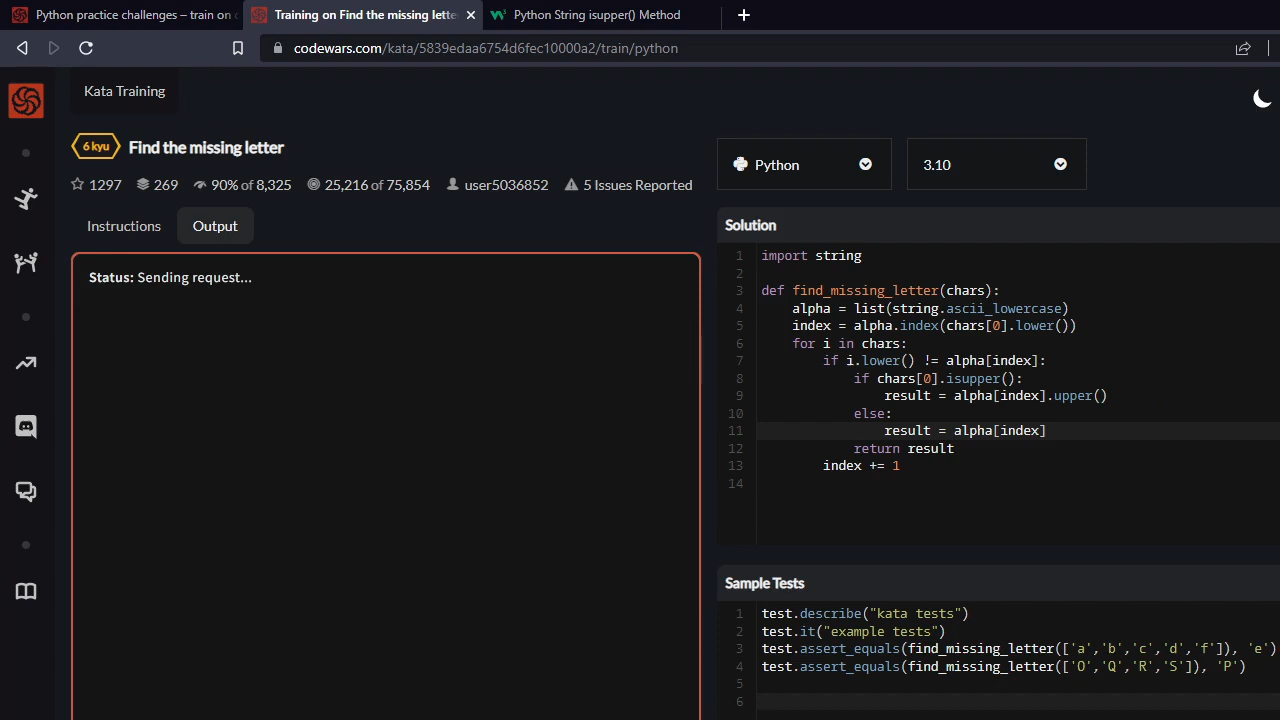 Python practice challenges – train on
Training on Find the missing lette
Python String isupper() Method
codewars.com/kata/5839edaa6754d6fec10000a2/train/python
Kata Training
6 kyu Find the missing letter
1297 269 90% of 8,325 25,216 of 75,854 user5036852 5 Issues Reported
Python 3.10
Instructions Output
Status: Sending request...
Solution
1 import string
2
3 def find_missing_letter(chars):
4     alpha = list(string.ascii_lowercase)
5     index = alpha.index(chars[0].lower())
6     for i in chars:
7         if i.lower() != alpha[index]:
8             if chars[0].isupper():
9                 result = alpha[index].upper()
10             else:
11                 result = alpha[index]
12             return result
13         index += 1
14
Sample Tests
1 test.describe("kata tests")
2 test.it("example tests")
3 test.assert_equals(find_missing_letter(['a','b','c','d','f']), 'e')
4 test.assert_equals(find_missing_letter(['O','Q','R','S']), 'P')
5
6